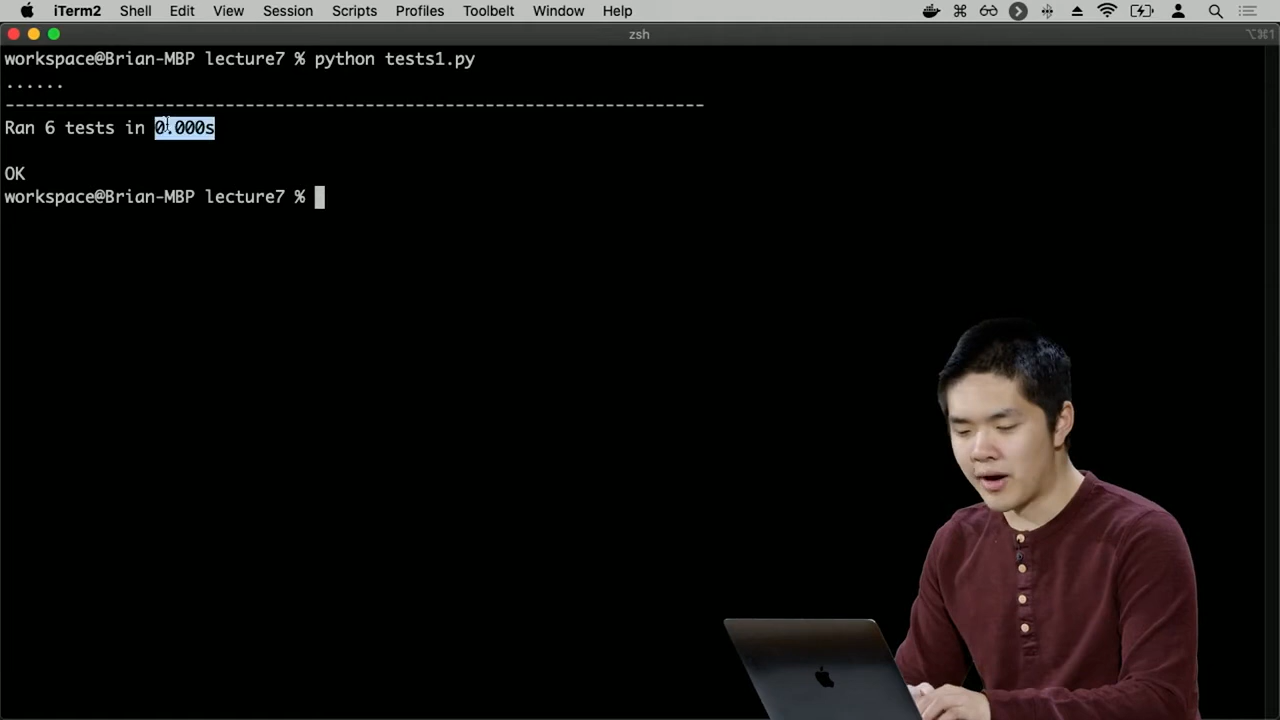 iTerm2 Shell Edit View Session Scripts Profiles Toolbelt Window Help
zsh ⌥⌘1
workspace@Brian-MBP lecture7 % python tests1.py
......
----------------------------------------------------------------------
Ran 6 tests in 0.000s
OK
workspace@Brian-MBP lecture7 %